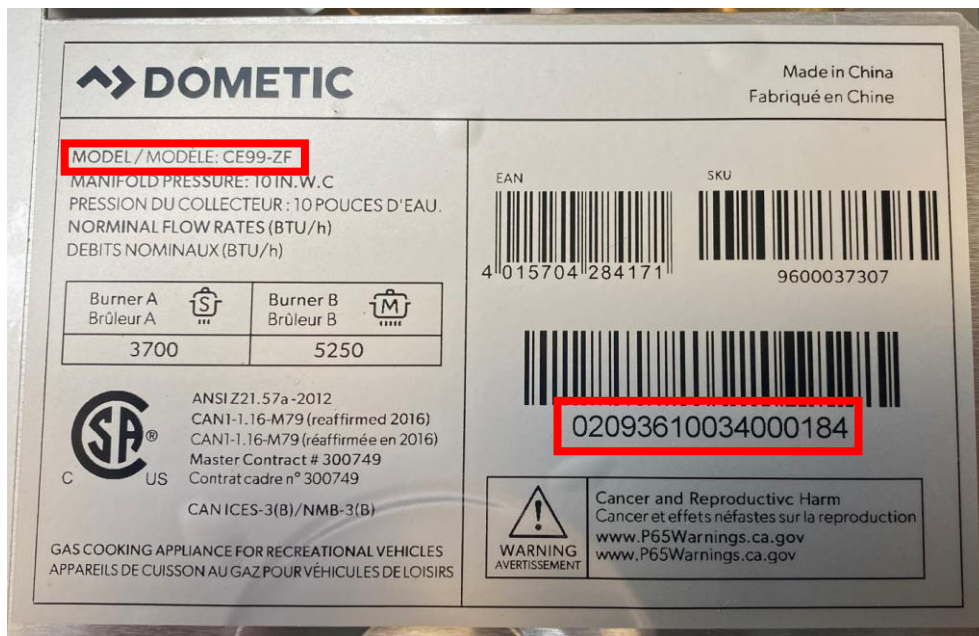 DOMETIC
Made in China
Fabriqué en Chine
MODEL / MODÈLE: CE99-ZF
MANIFOLD PRESSURE: 10 IN.W.C
PRESSION DU COLLECTEUR : 10 POUCES D'EAU.
NORMINAL FLOW RATES (BTU/h)
DEBITS NOMINAUX (BTU/h)
Burner A
Brûleur A
S
Burner B
Brûleur B
M
3700
5250
SA
®
C
US
ANSI Z21.57a -2012
CAN1-1.16-M79 (reaffirmed 2016)
CAN1-1.16-M79 (réaffirmée en 2016)
Master Contract # 300749
Contrat cadre n° 300749
CAN ICES-3(B)/NMB-3(B)
GAS COOKING APPLIANCE FOR RECREATIONAL VEHICLES
APPAREILS DE CUISSON AU GAZ POUR VÉHICULES DE LOISIRS
EAN
4 015704 284171
SKU
9600037307
02093610034000184
WARNING
AVERTISSEMENT
Cancer and Reproductivc Harm
Cancer et effets néfastes sur la reproduction
www.P65Warnings.ca.gov
www.P65Warnings.ca.gov